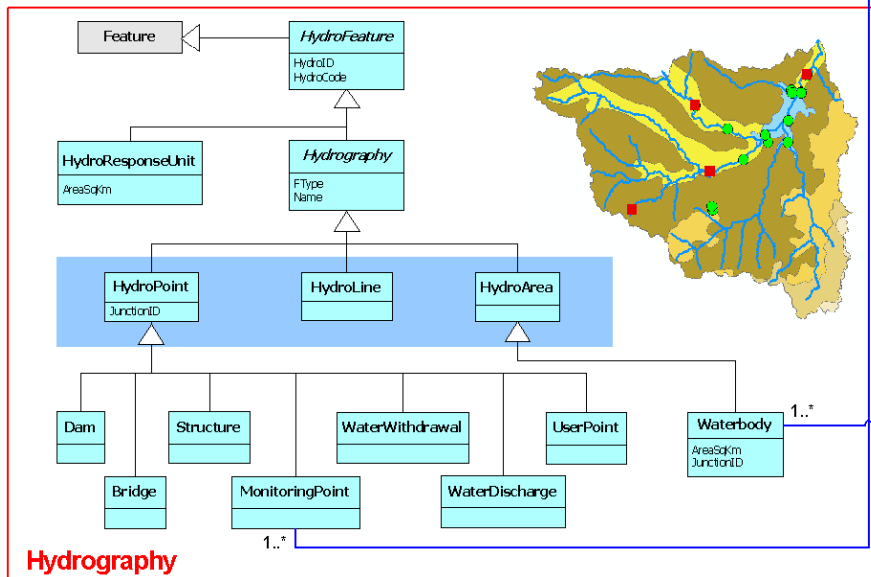 Feature
HydroFeature
HydroID
HydroCode
HydroResponseUnit
AreaSqKm
Hydrography
FType
Name
HydroPoint
JunctionID
HydroLine
HydroArea
Dam
Structure
WaterWithdrawal
UserPoint
Waterbody
AreaSqKm
JunctionID
1..*
Bridge
MonitoringPoint
WaterDischarge
1..*
Hydrography